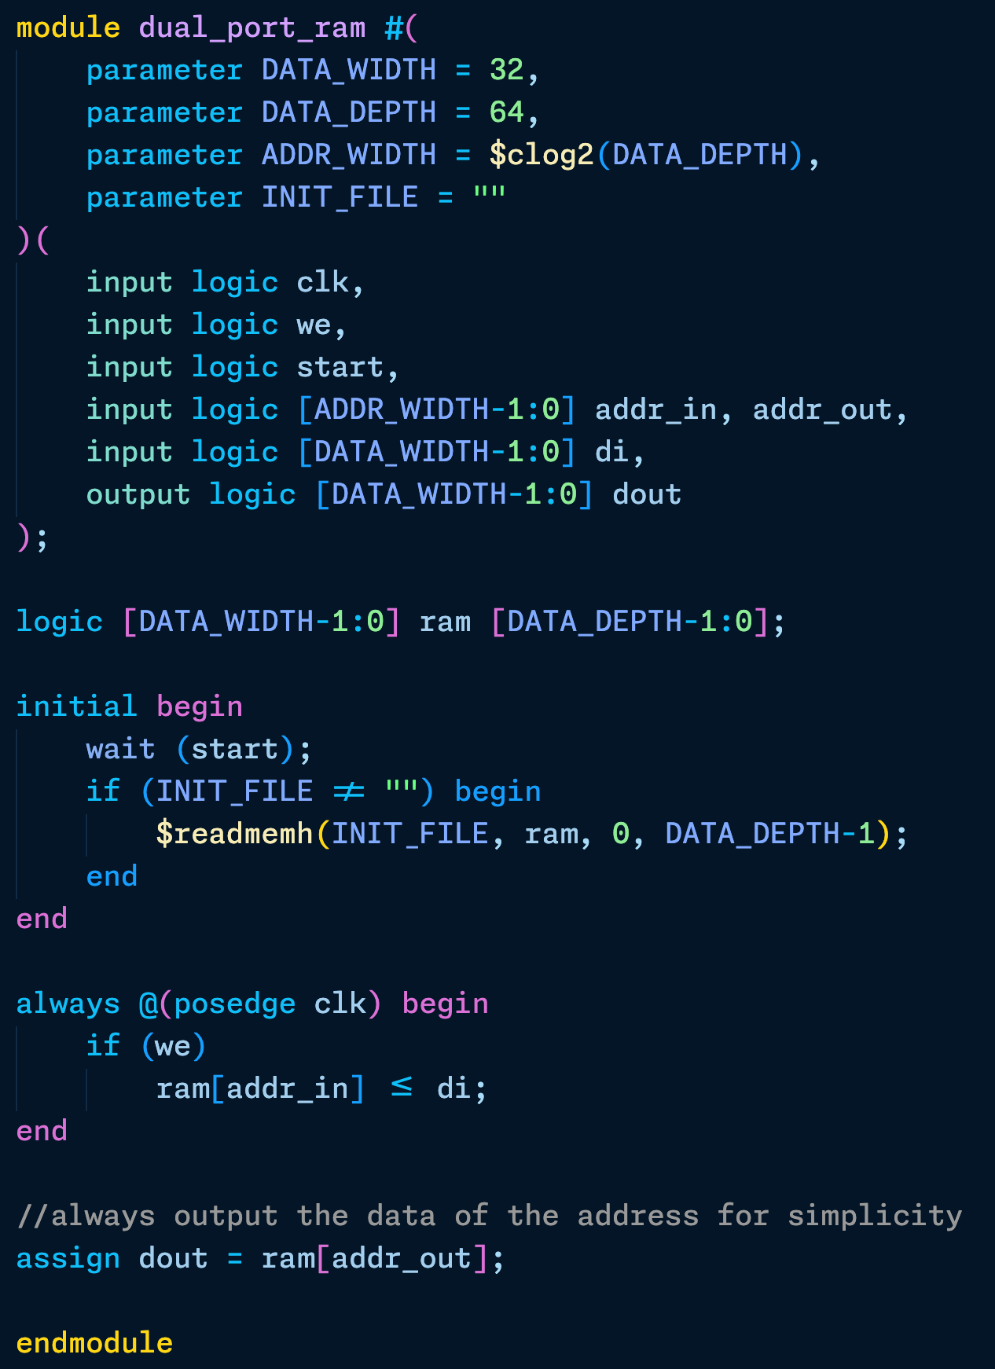 module dual_port_ram #(
    parameter DATA_WIDTH = 32,
    parameter DATA_DEPTH = 64,
    parameter ADDR_WIDTH = $clog2(DATA_DEPTH),
    parameter INIT_FILE = ""
)(
    input logic clk,
    input logic we,
    input logic start,
    input logic [ADDR_WIDTH-1:0] addr_in, addr_out,
    input logic [DATA_WIDTH-1:0] di,
    output logic [DATA_WIDTH-1:0] dout
);

logic [DATA_WIDTH-1:0] ram [DATA_DEPTH-1:0];

initial begin
    wait (start);
    if (INIT_FILE ≠ "") begin
        $readmemh(INIT_FILE, ram, 0, DATA_DEPTH-1);
    end
end

always @(posedge clk) begin
    if (we)
        ram[addr_in] ≤ di;
end

//always output the data of the address for simplicity
assign dout = ram[addr_out];

endmodule